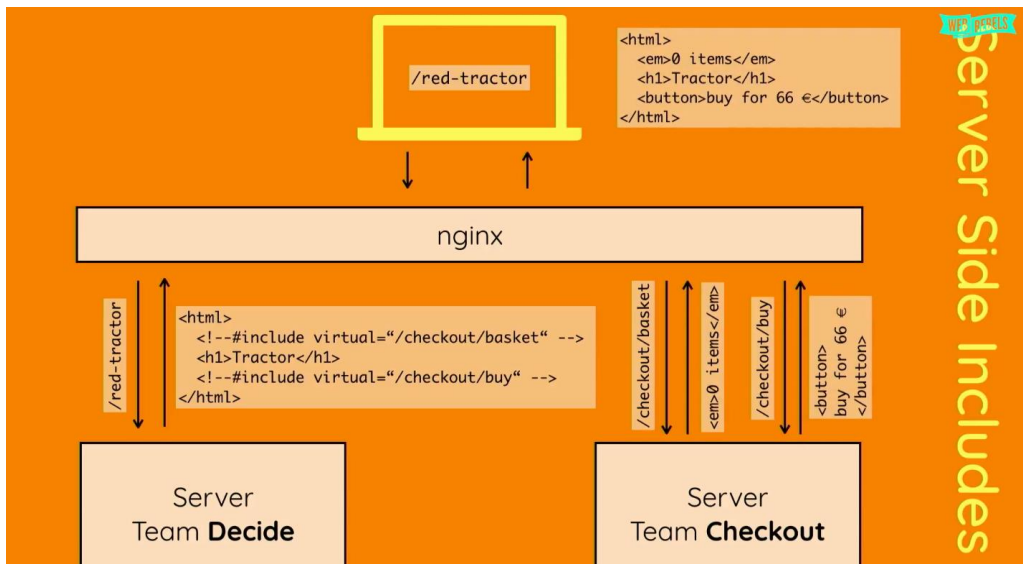 WEB REBELS
Server Side Includes
/red-tractor
<html>
<em>0 items</em>
<h1>Tractor</h1>
<button>buy for 66 €</button>
</html>
nginx
/red-tractor
<html>
<!--#include virtual=“/checkout/basket“ -->
<h1>Tractor</h1>
<!--#include virtual=“/checkout/buy“ -->
</html>
/checkout/basket
<em>0 items</em>
/checkout/buy
<button>
buy for 66 €
</button>
Server
Team Decide
Server
Team Checkout